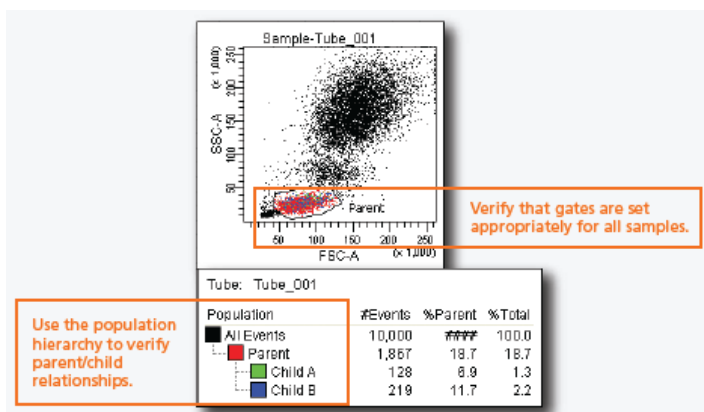 Sample-Tube_001
(x 1,000)
SSC-A
250
200
150
100
50
Parent
50 100 150 200 250
FSC-A (x 1,000)
Verify that gates are set
appropriately for all samples.
Tube: Tube_001
Population #Events %Parent %Total
All Events 10,000 #### 100.0
Parent 1,867 18.7 18.7
Child A 128 6.9 1.3
Child B 219 11.7 2.2
Use the population
hierarchy to verify
parent/child
relationships.